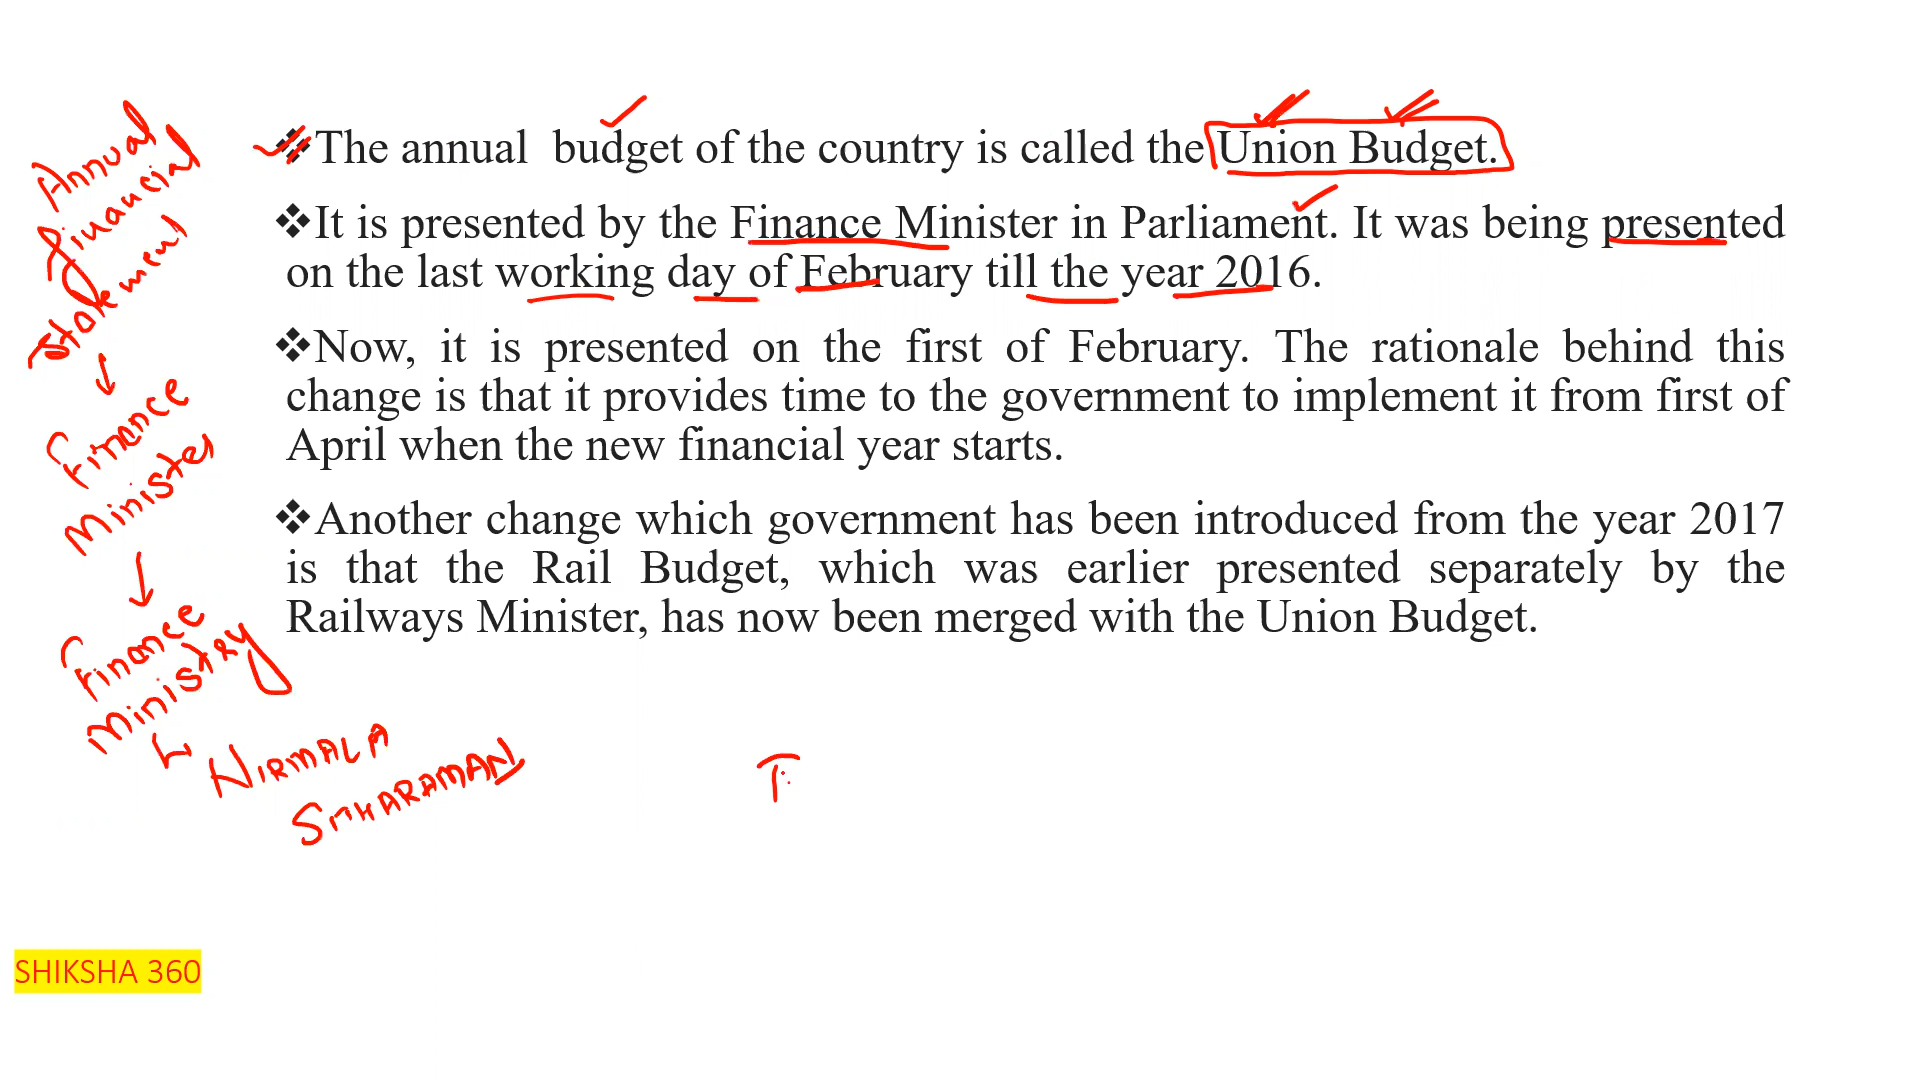 ❖The annual budget of the country is called the Union Budget.
❖It is presented by the Finance Minister in Parliament. It was being presented
on the last working day of February till the year 2016.
❖Now, it is presented on the first of February. The rationale behind this
change is that it provides time to the government to implement it from first of
April when the new financial year starts.
❖Another change which government has been introduced from the year 2017
is that the Rail Budget, which was earlier presented separately by the
Railways Minister, has now been merged with the Union Budget.
Annual
financial
Finance
Minister
Finance
Ministry
NIRMALA
SHIKSHA 360